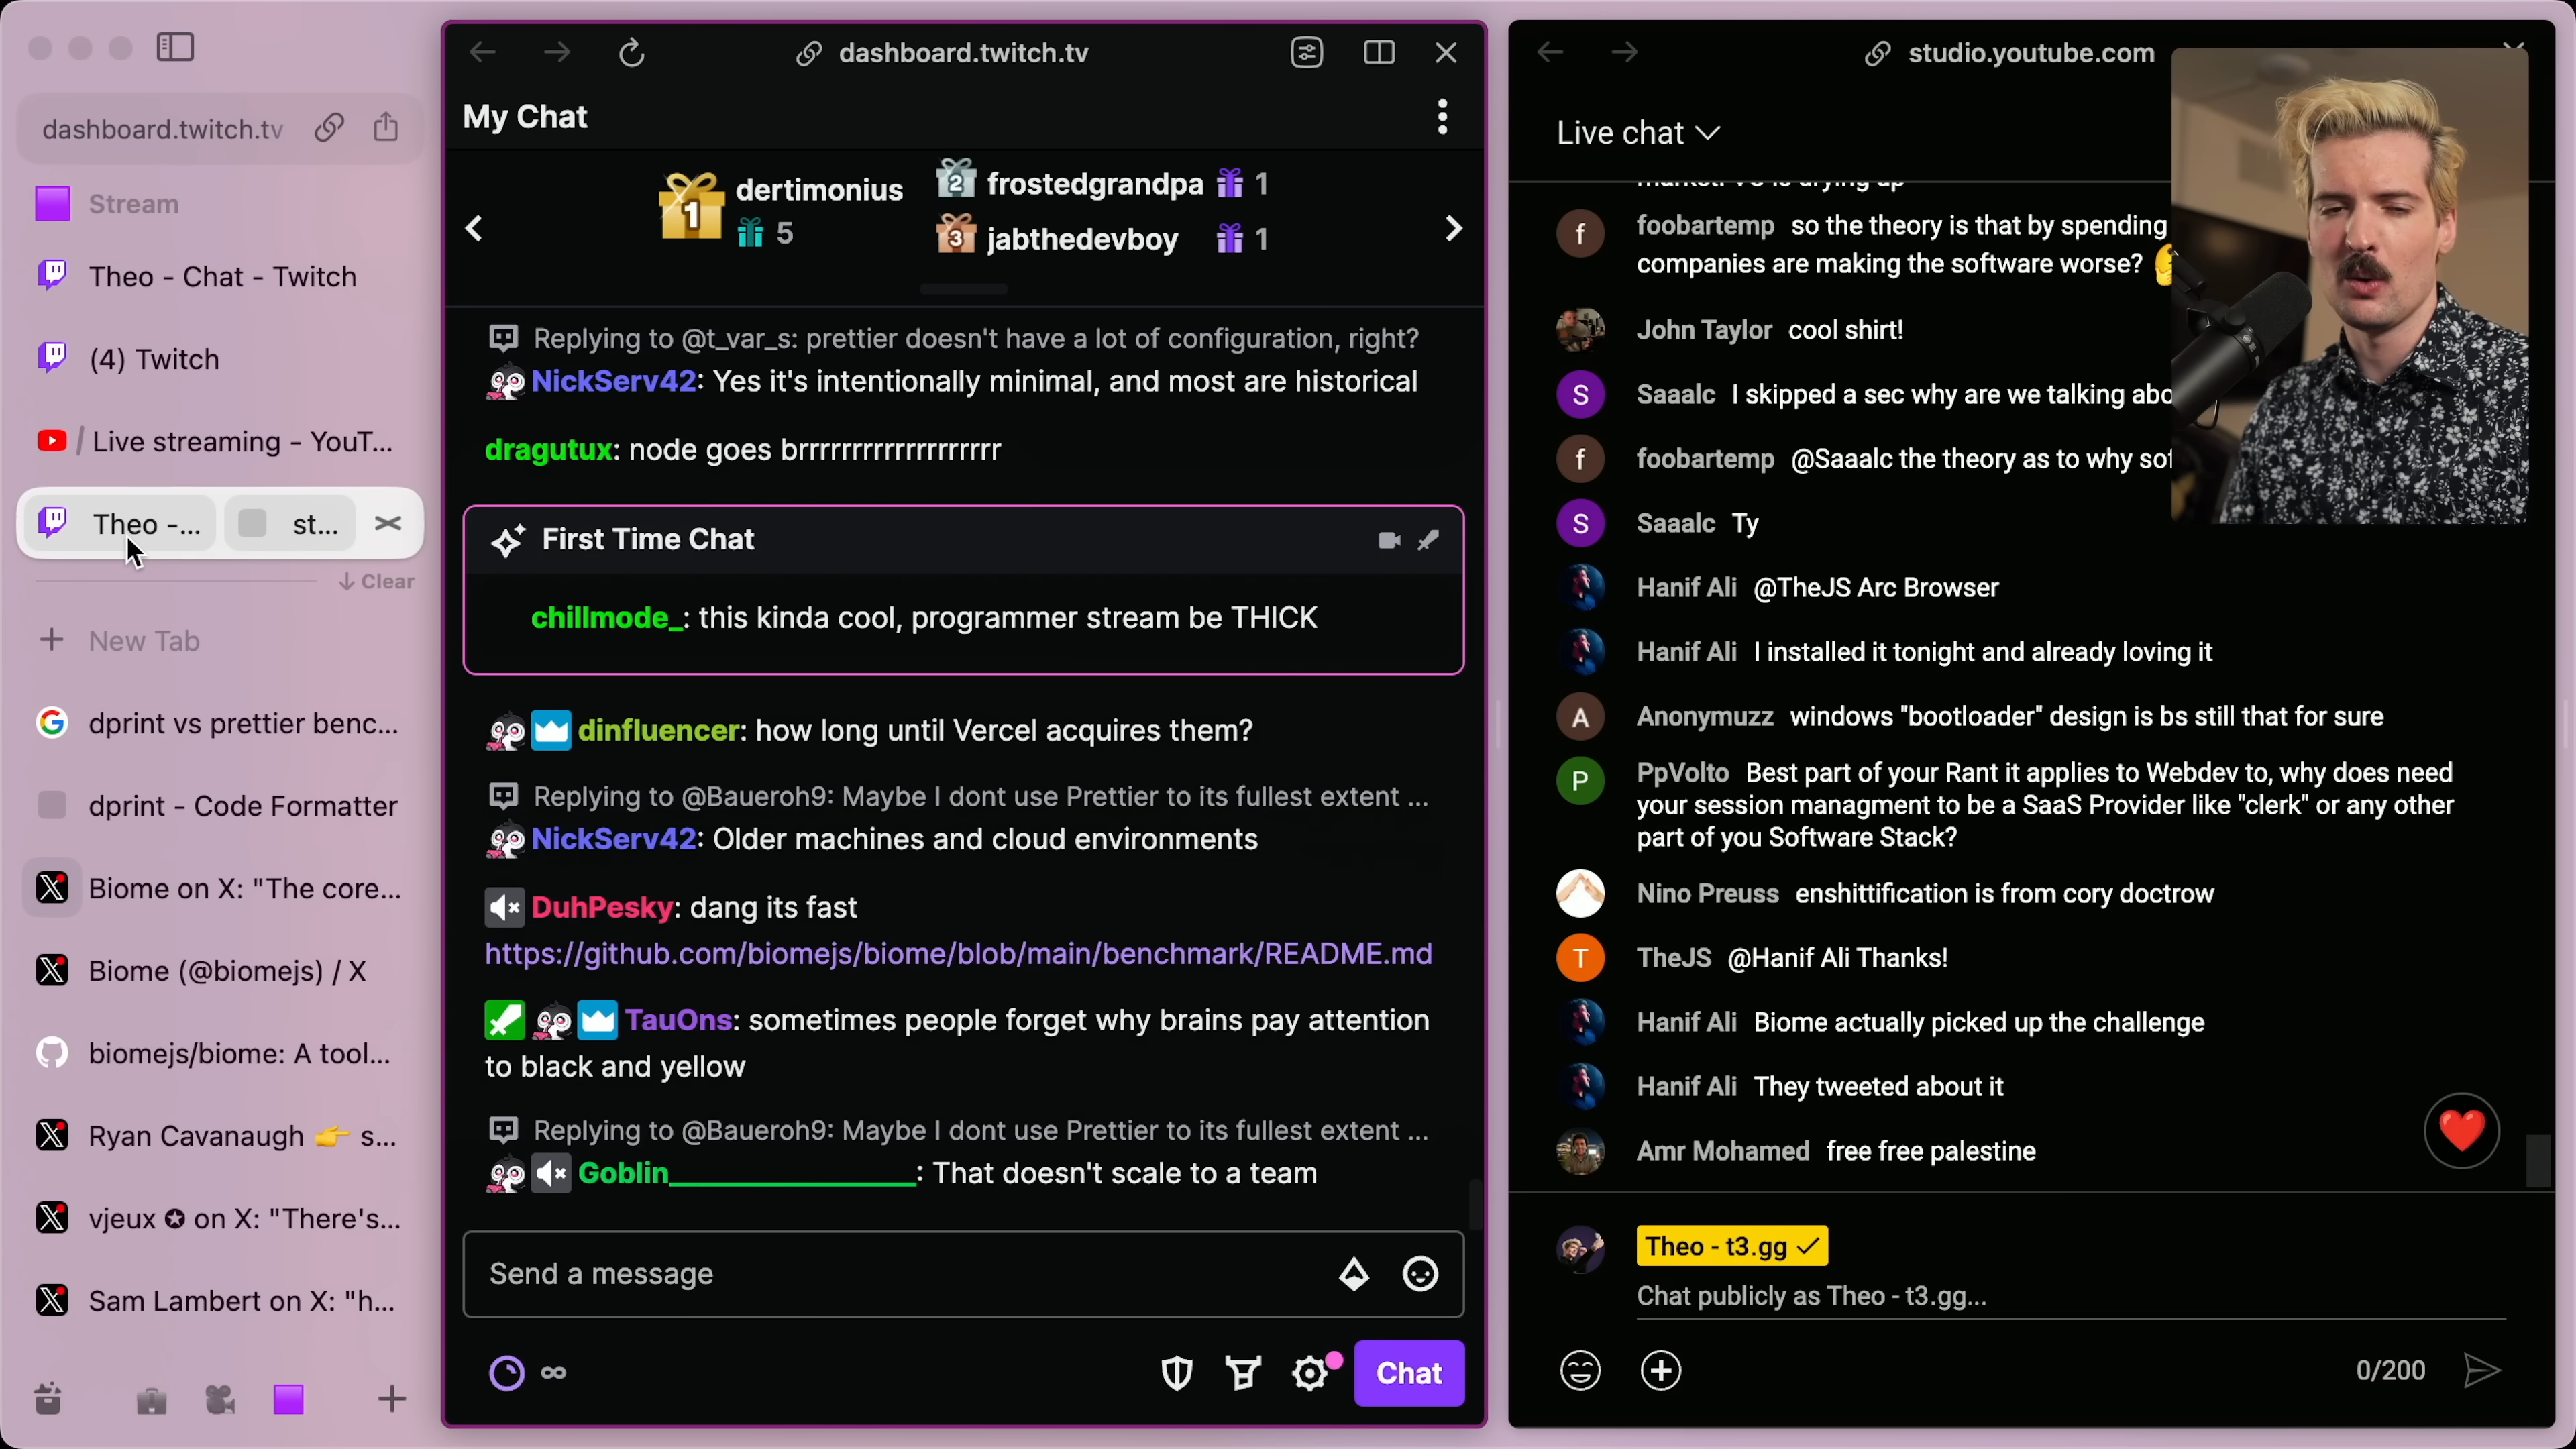 dashboard.twitch.tv
Stream
Theo - Chat - Twitch
(4) Twitch
/ Live streaming - YouT...
Theo -... st...
Clear
New Tab
dprint vs prettier benc...
dprint - Code Formatter
Biome on X: "The core...
Biome (@biomejs) / X
biomejs/biome: A tool...
Ryan Cavanaugh 👉 s...
vjeux ✪ on X: "There's...
Sam Lambert on X: "h...
dashboard.twitch.tv
My Chat
1 dertimonius
5
2 frostedgrandpa 1
3 jabthedevboy 1
Replying to @t_var_s: prettier doesn't have a lot of configuration, right?
NickServ42: Yes it's intentionally minimal, and most are historical
dragutux: node goes brrrrrrrrrrrrrrrrrrr
First Time Chat
chillmode_: this kinda cool, programmer stream be THICK
dinfluencer: how long until Vercel acquires them?
Replying to @Baueroh9: Maybe I dont use Prettier to its fullest extent ...
NickServ42: Older machines and cloud environments
DuhPesky: dang its fast
https://github.com/biomejs/biome/blob/main/benchmark/README.md
TauOns: sometimes people forget why brains pay attention
to black and yellow
Replying to @Baueroh9: Maybe I dont use Prettier to its fullest extent ...
Goblin________________: That doesn't scale to a team
Send a message
Chat
studio.youtube.com
Live chat
f foobartemp so the theory is that by spending
companies are making the software worse? 🤔
John Taylor cool shirt!
S Saaalc I skipped a sec why are we talking abo
f foobartemp @Saaalc the theory as to why sof
S Saaalc Ty
Hanif Ali @TheJS Arc Browser
Hanif Ali I installed it tonight and already loving it
A Anonymuzz windows "bootloader" design is bs still that for sure
P PpVolto Best part of your Rant it applies to Webdev to, why does need
your session managment to be a SaaS Provider like "clerk" or any other
part of you Software Stack?
Nino Preuss enshittification is from cory doctrow
T TheJS @Hanif Ali Thanks!
Hanif Ali Biome actually picked up the challenge
Hanif Ali They tweeted about it
Amr Mohamed free free palestine
Theo - t3.gg ✓
Chat publicly as Theo - t3.gg...
0/200